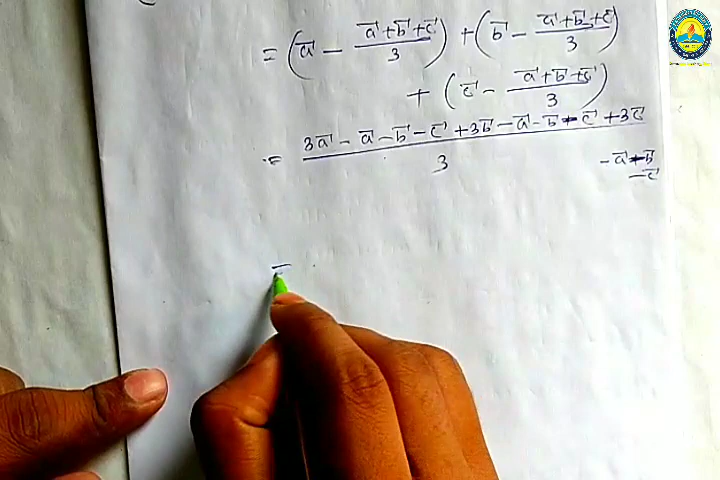 = (a⃗ − (a⃗+b⃗+c⃗)/3) + (b⃗ − (a⃗+b⃗+c⃗)/3)
+ (c⃗ − (a⃗+b⃗+c⃗)/3)
= (3a⃗ − a⃗ − b⃗ − c⃗ + 3b⃗ − a⃗ − b⃗ − c⃗ + 3c⃗ − a⃗ − b⃗ − c⃗)/3
=